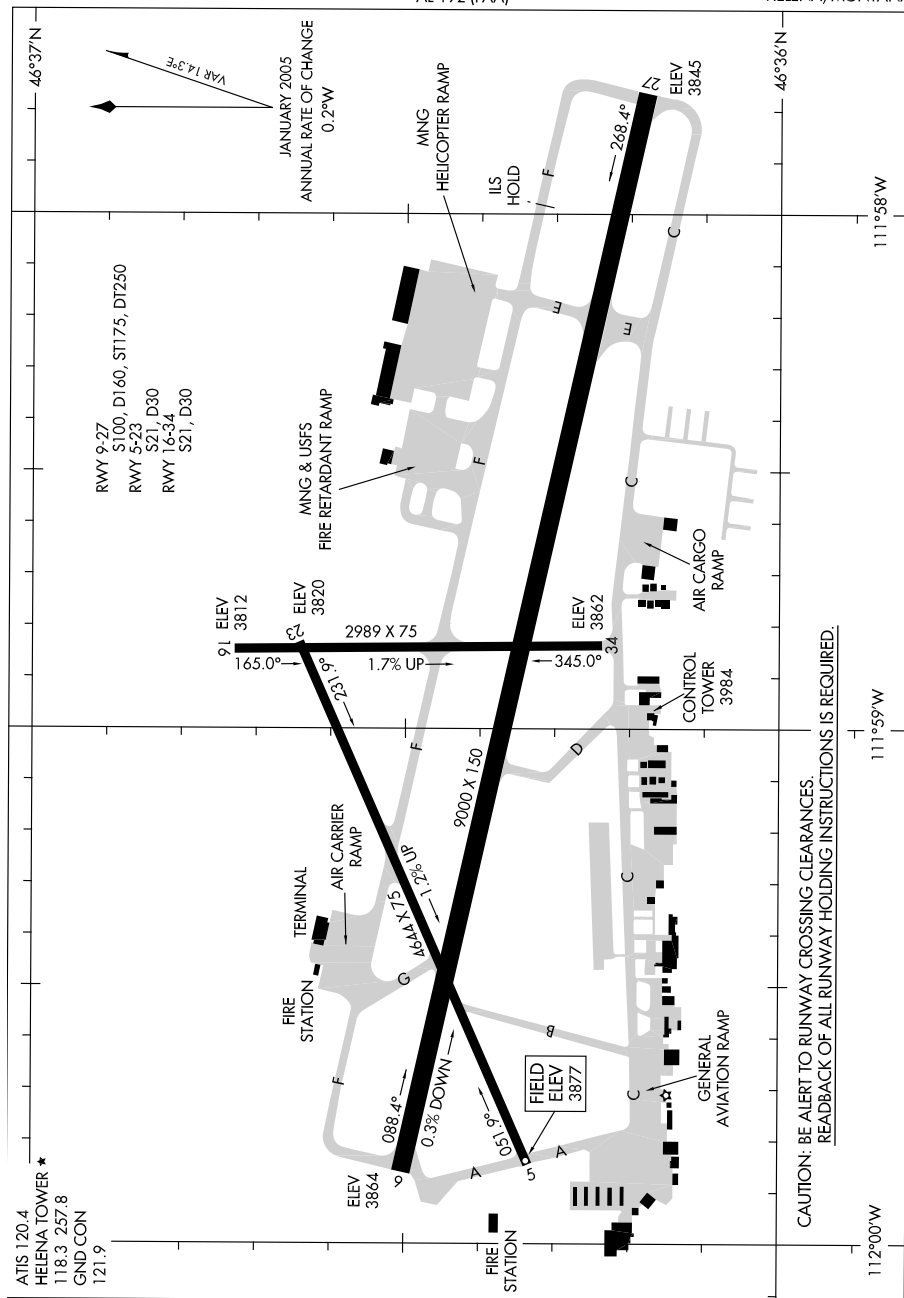 AL-192 (FAA)
HELENA, MONTANA
ATIS 120.4
HELENA TOWER ★
118.3 257.8
GND CON
121.9
RWY 9-27
S100, D160, ST175, DT250
RWY 5-23
S21, D30
RWY 16-34
S21, D30
JANUARY 2005
ANNUAL RATE OF CHANGE
0.2°W
VAR 14.3°E
46°37'N
46°36'N
MNG
HELICOPTER RAMP
ILS
HOLD
F
27
ELEV
3845
268.4°
C
E
E
MNG & USFS
FIRE RETARDANT RAMP
F
16
ELEV
3812
23
ELEV
3820
165.0°
2989 X 75
1.7% UP
345.0°
34
ELEV
3862
231.9°
F
9000 X 150
D
C
AIR CARGO
RAMP
CONTROL
TOWER
3984
TERMINAL
AIR CARRIER
RAMP
FIRE
STATION
4644 X 75
1.2% UP
G
C
B
F
088.4°
0.3% DOWN
9
ELEV
3864
051.9°
5
FIELD
ELEV
3877
A
A
C
GENERAL
AVIATION RAMP
FIRE
STATION
CAUTION: BE ALERT TO RUNWAY CROSSING CLEARANCES.
READBACK OF ALL RUNWAY HOLDING INSTRUCTIONS IS REQUIRED.
112°00'W
111°59'W
111°58'W